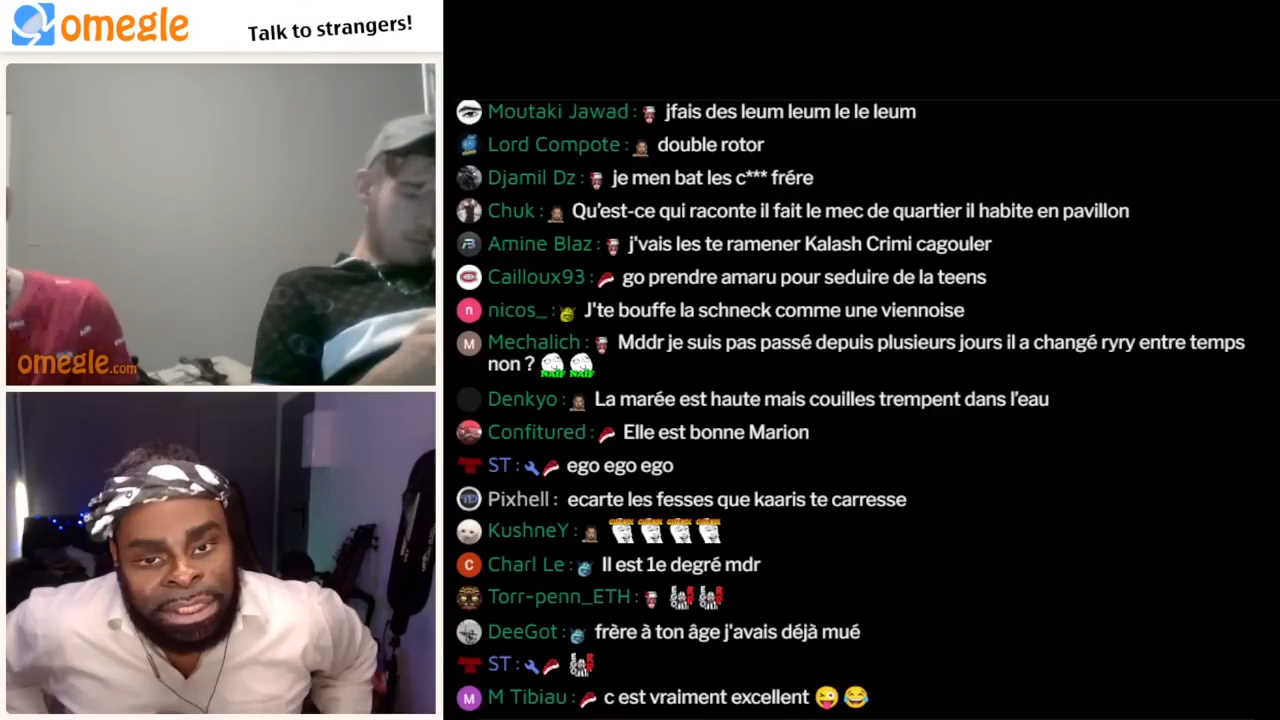 omegle
Talk to strangers!
omegle.com
Moutaki Jawad : jfais des leum leum le le leum
Lord Compote : double rotor
Djamil Dz : je men bat les c*** frére
Chuk : Qu'est-ce qui raconte il fait le mec de quartier il habite en pavillon
Amine Blaz : j'vais les te ramener Kalash Crimi cagouler
Cailloux93 : go prendre amaru pour seduire de la teens
n nicos_ : J'te bouffe la schneck comme une viennoise
M Mechalich : Mddr je suis pas passé depuis plusieurs jours il a changé ryry entre temps
non ? NAIF NAIF
Denkyo : La marée est haute mais couilles trempent dans l'eau
Confitured : Elle est bonne Marion
ST : ego ego ego
Pixhell : ecarte les fesses que kaaris te carresse
KushneY :
C Charl Le : Il est 1e degré mdr
Torr-penn_ETH :
DeeGot : frère à ton âge j'avais déjà mué
ST :
M M Tibiau : c est vraiment excellent 😜 😂